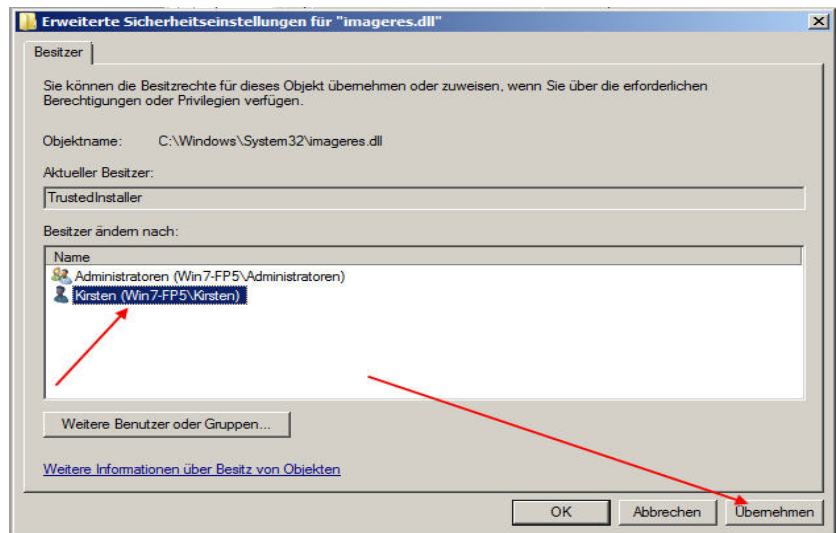 Erweiterte Sicherheitseinstellungen für "imageres.dll"
Besitzer
Sie können die Besitzrechte für dieses Objekt übernehmen oder zuweisen, wenn Sie über die erforderlichen
Berechtigungen oder Privilegien verfügen.
Objektname: C:\Windows\System32\imageres.dll
Aktueller Besitzer:
TrustedInstaller
Besitzer ändern nach:
Name
Administratoren (Win7-FP5\Administratoren)
Kirsten (Win7-FP5\Kirsten)
Weitere Benutzer oder Gruppen...
Weitere Informationen über Besitz von Objekten
OK Abbrechen Übernehmen